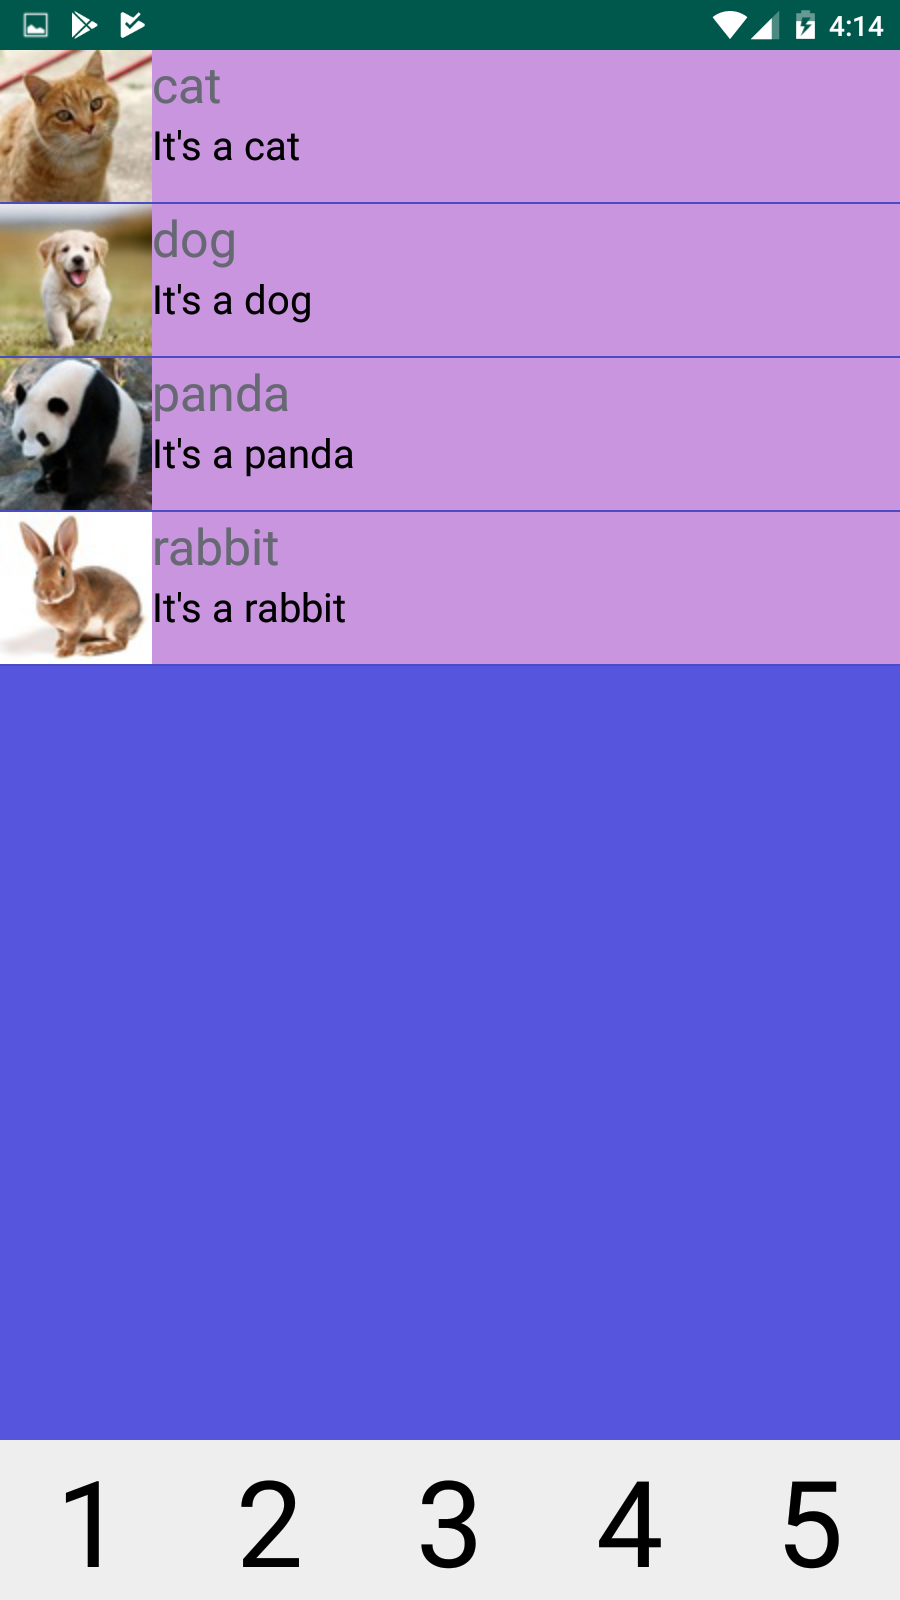 4:14
cat
It's a cat
dog
It's a dog
panda
It's a panda
rabbit
It's a rabbit
1 2 3 4 5